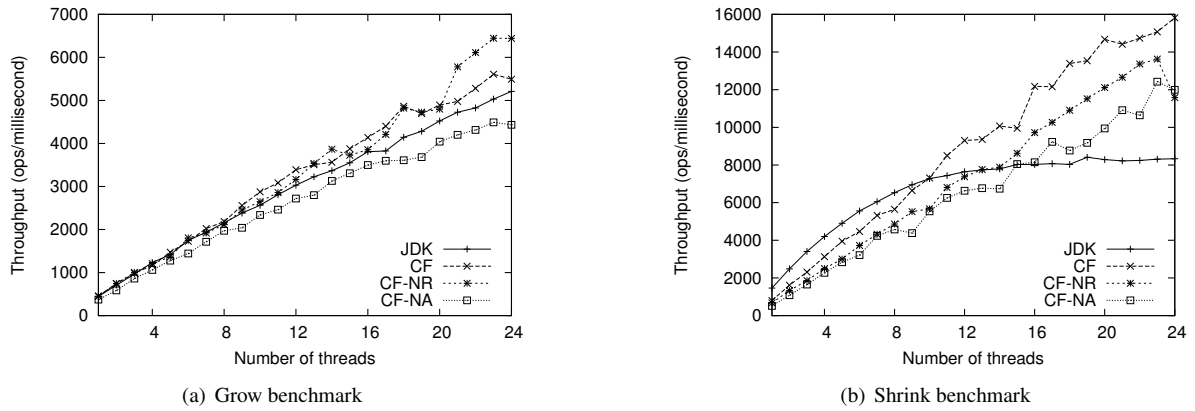 7000
6000
5000
4000
3000
2000
1000
0
Throughput (ops/millisecond)
JDK
CF
CF-NR
CF-NA
4 8 12 16 20 24
Number of threads
(a) Grow benchmark
16000
14000
12000
10000
8000
6000
4000
2000
0
Throughput (ops/millisecond)
JDK
CF
CF-NR
CF-NA
4 8 12 16 20 24
Number of threads
(b) Shrink benchmark